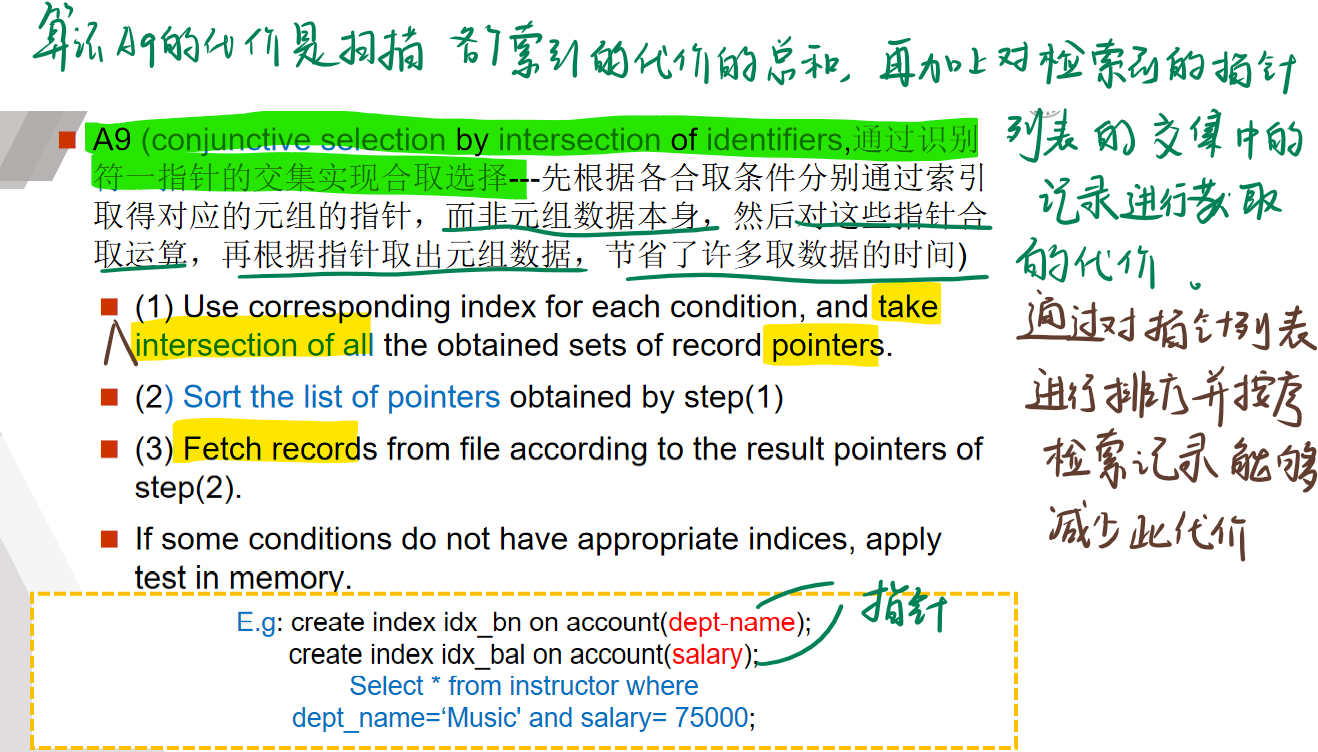 算法A9的代价是扫描各个索引的代价的总和,再加上对检索到的指针
列表的交集中的
记录进行获取
的代价。
通过对指针列表
进行排序并按序
检索记录能够
减少此代价
A9 (conjunctive selection by intersection of identifiers,通过识别
符—指针的交集实现合取选择---先根据各合取条件分别通过索引
取得对应的元组的指针，而非元组数据本身，然后对这些指针合
取运算，再根据指针取出元组数据，节省了许多取数据的时间)
(1) Use corresponding index for each condition, and take
intersection of all the obtained sets of record pointers.
(2) Sort the list of pointers obtained by step(1)
(3) Fetch records from file according to the result pointers of
step(2).
If some conditions do not have appropriate indices, apply
test in memory.
E.g: create index idx_bn on account(dept-name);
create index idx_bal on account(salary);
指针
Select * from instructor where
dept_name=‘Music' and salary= 75000;